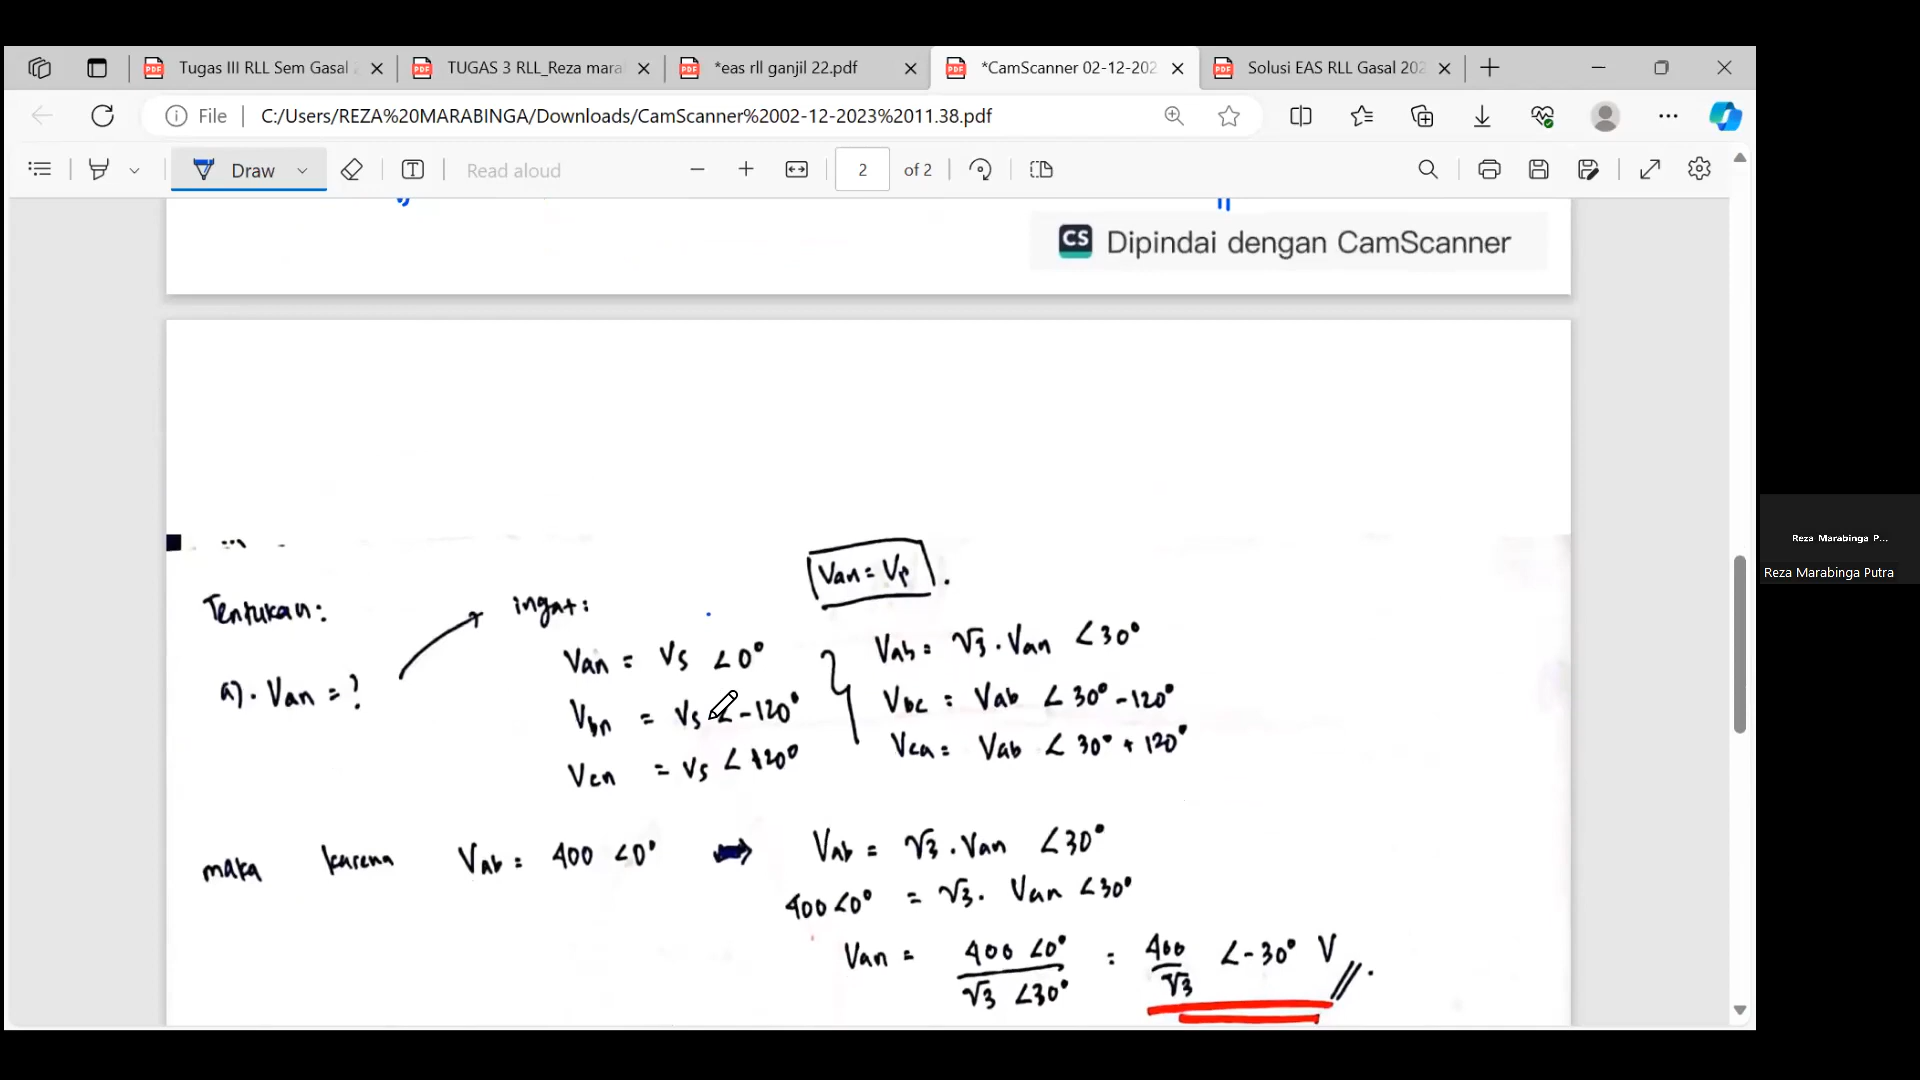 Tugas III RLL Sem Gasal 2
TUGAS 3 RLL_Reza mara
*eas rll ganjil 22.pdf
*CamScanner 02-12-202
Solusi EAS RLL Gasal 202
File
C:/Users/REZA%20MARABINGA/Downloads/CamScanner%2002-12-2023%2011.38.pdf
Draw
Read aloud
2
of 2
CS Dipindai dengan CamScanner
Van = Vp
Tentukan:
ingat:
a). Van = ?
Van = Vs ∠0°
Vbn = Vs ∠-120°
Vcn = Vs ∠120°
Vab = √3 . Van ∠30°
Vbc = Vab ∠30° -120°
Vca = Vab ∠30° + 120°
maka karena Vab = 400 ∠0° ➡ Vab = √3 . Van ∠30°
400 ∠0° = √3 . Van ∠30°
Van = 400 ∠0° / √3 ∠30° = 400 / √3 ∠-30° V //.
Reza Marabinga P...
Reza Marabinga Putra